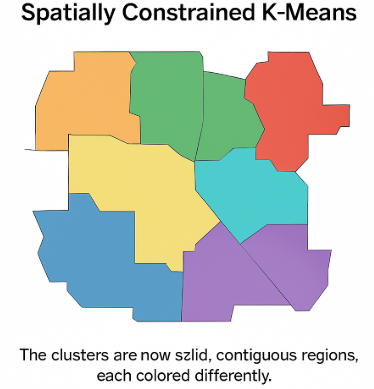 Spatially Constrained K-Means
The clusters are now szlid, contiguous regions,
each colored differently.